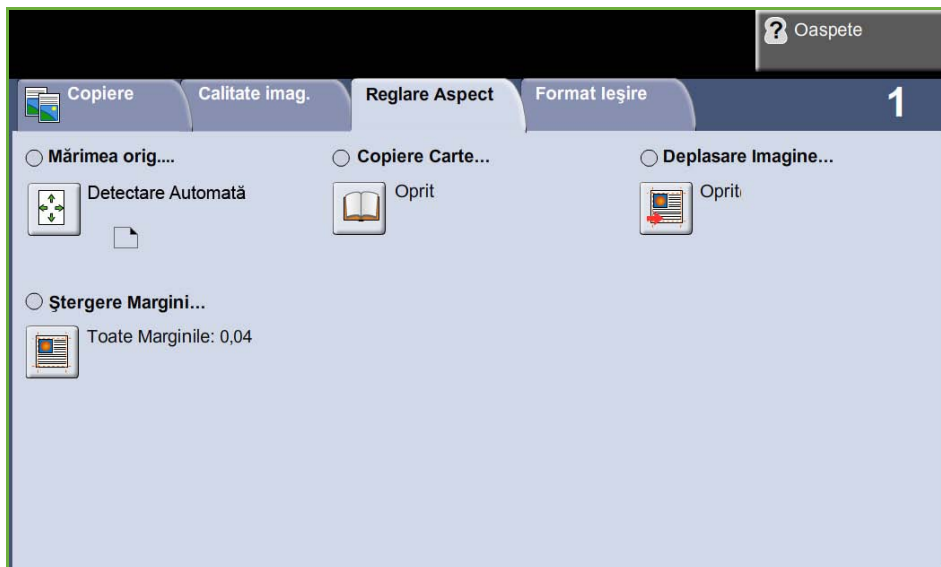 ? Oaspete
Copiere
Calitate imag.
Reglare Aspect
Format Ieşire
1
Mărimea orig....
Detectare Automată
Copiere Carte...
Oprit
Deplasare Imagine...
Oprit
Ştergere Margini...
Toate Marginile: 0,04